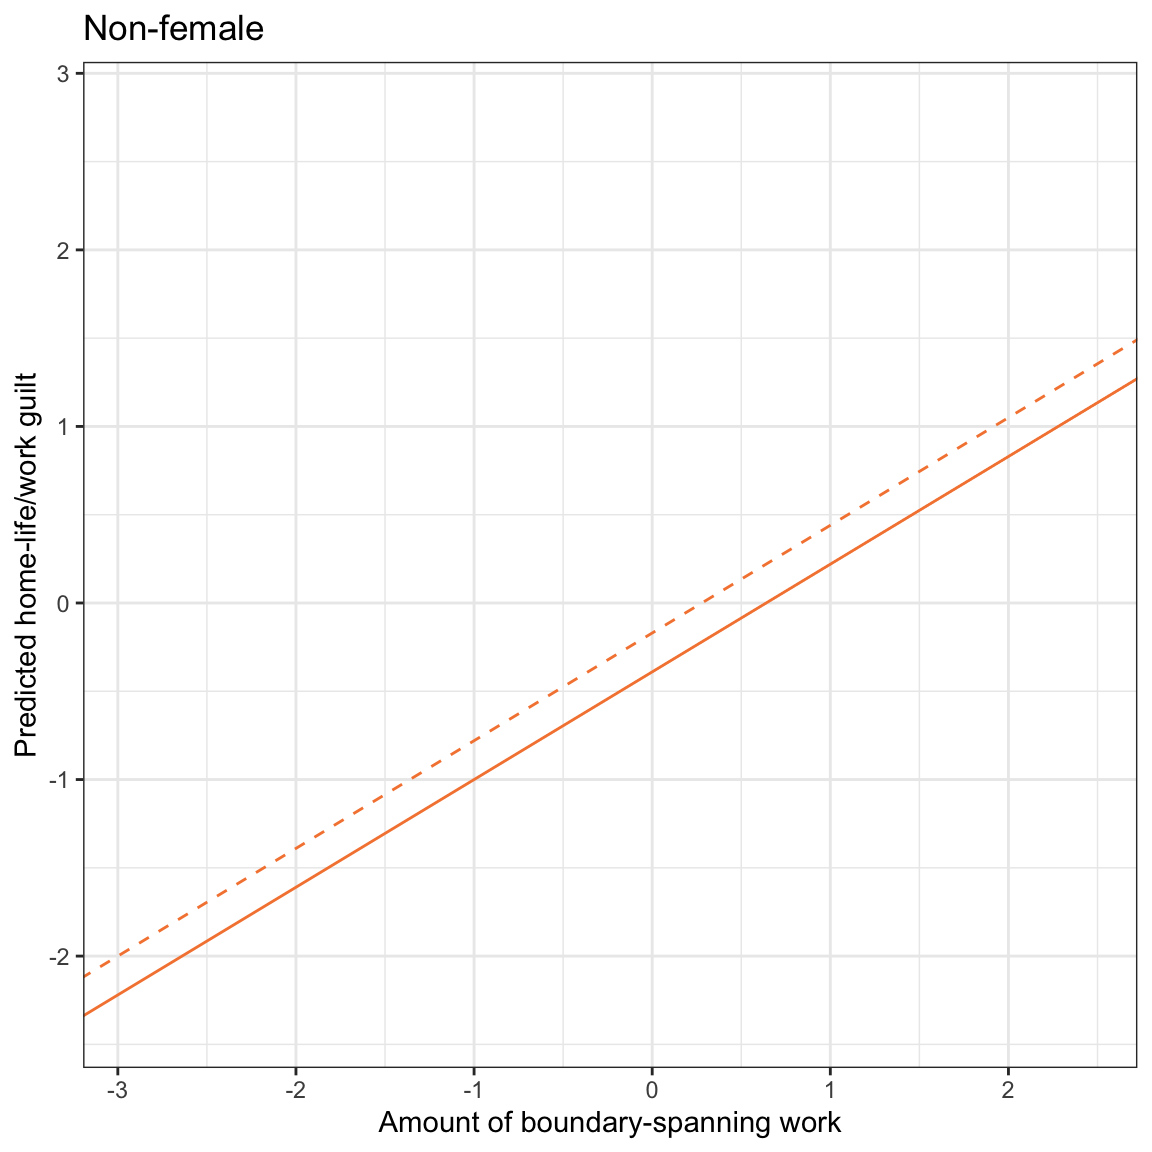 Non-female
3
2
1
0
-1
-2
Predicted home-life/work guilt
-3 -2 -1 0 1 2
Amount of boundary-spanning work